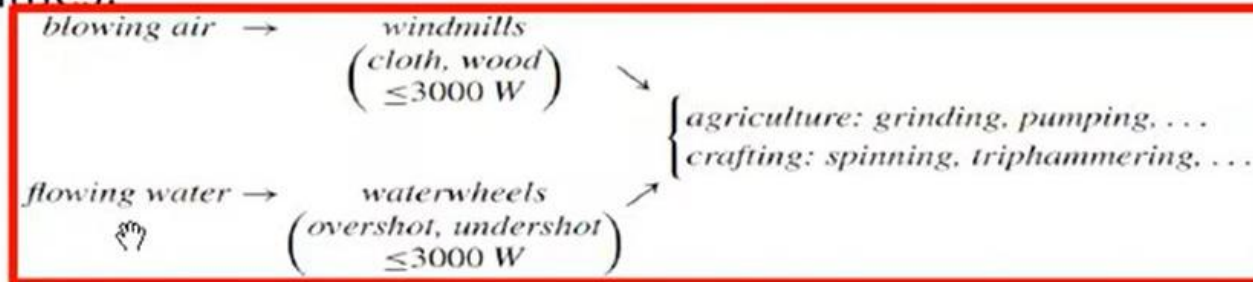 blowing air → windmills
(cloth, wood
≤3000 W)
agriculture: grinding, pumping, . . .
crafting: spinning, triphammering, . . .
flowing water → waterwheels
(overshot, undershot
≤3000 W)